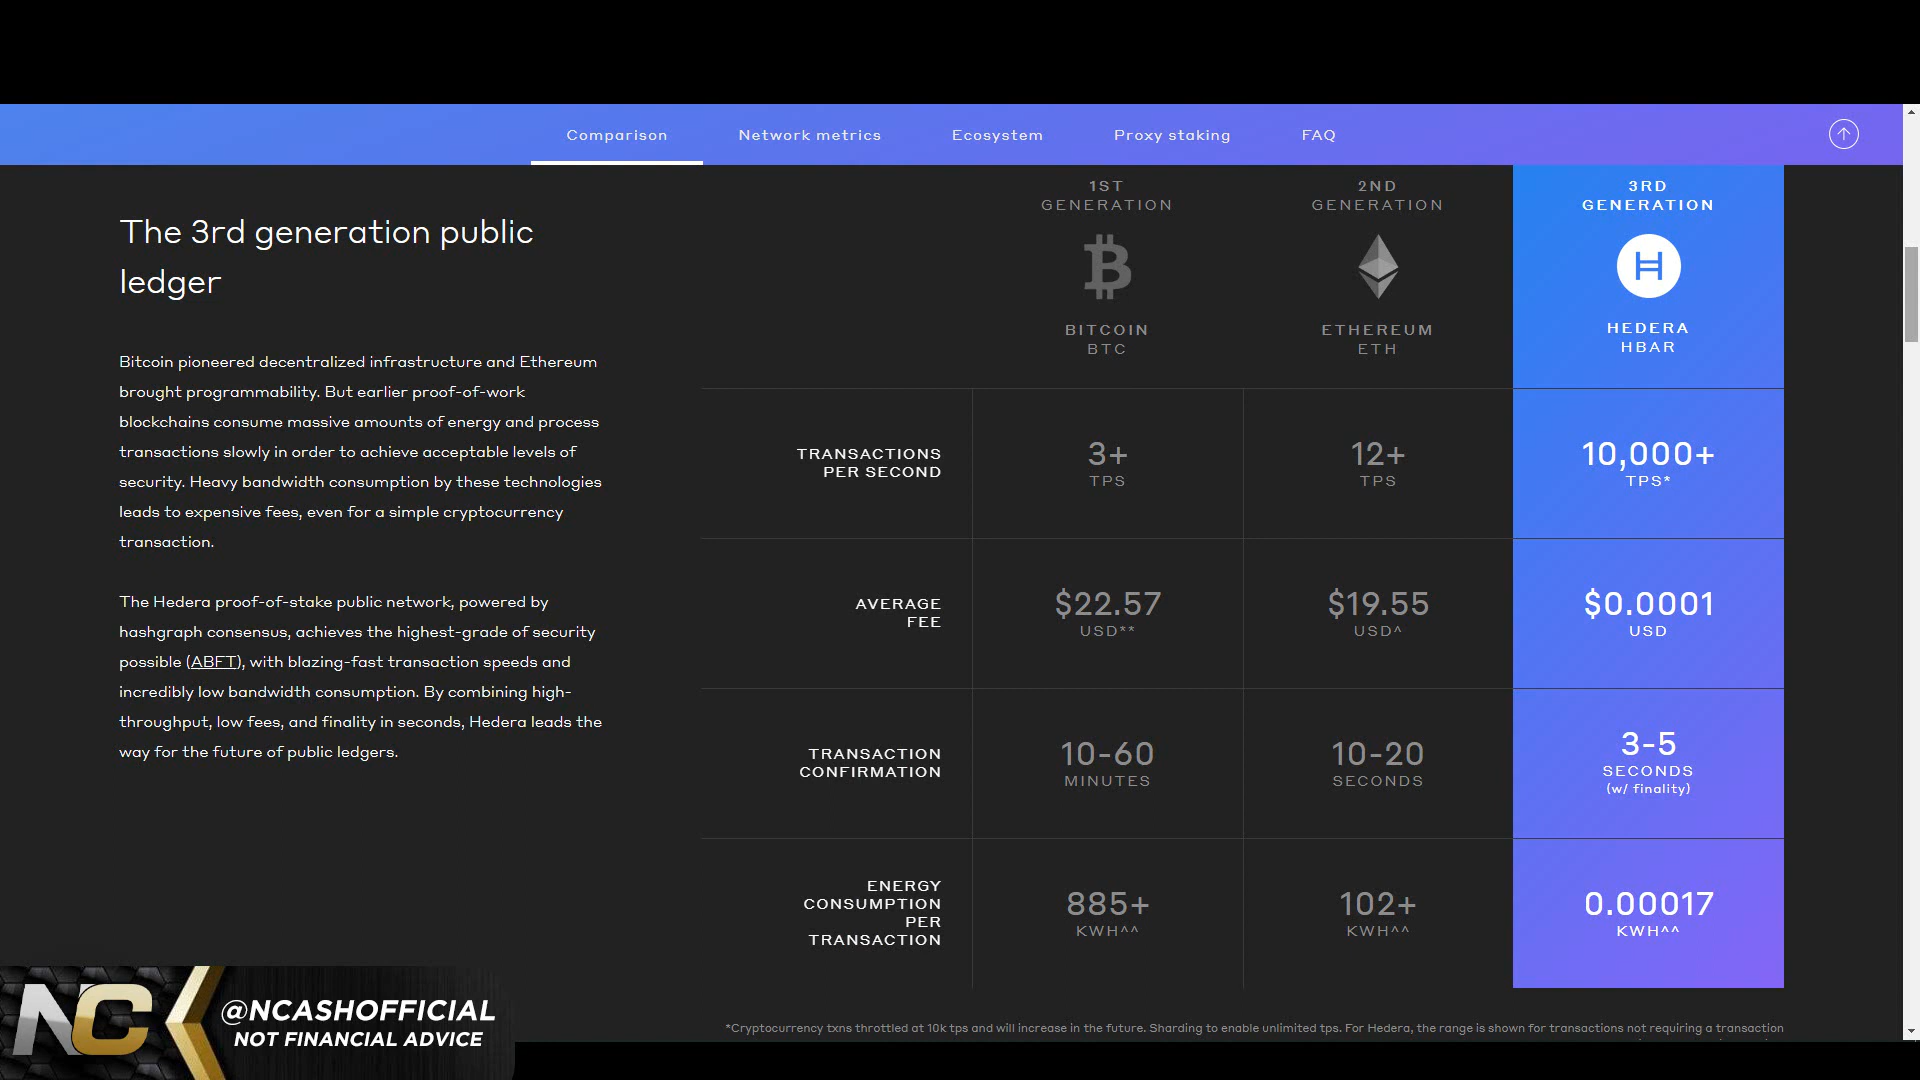 Comparison
Network metrics
Ecosystem
Proxy staking
FAQ
The 3rd generation public
ledger
Bitcoin pioneered decentralized infrastructure and Ethereum
brought programmability. But earlier proof-of-work
blockchains consume massive amounts of energy and process
transactions slowly in order to achieve acceptable levels of
security. Heavy bandwidth consumption by these technologies
leads to expensive fees, even for a simple cryptocurrency
transaction.
The Hedera proof-of-stake public network, powered by
hashgraph consensus, achieves the highest-grade of security
possible (ABFT), with blazing-fast transaction speeds and
incredibly low bandwidth consumption. By combining high-
throughput, low fees, and finality in seconds, Hedera leads the
way for the future of public ledgers.
1ST
GENERATION
BITCOIN
BTC
2ND
GENERATION
ETHEREUM
ETH
3RD
GENERATION
H
HEDERA
HBAR
TRANSACTIONS
PER SECOND
3+
TPS
12+
TPS
10,000+
TPS*
AVERAGE
FEE
$22.57
USD**
$19.55
USD^
$0.0001
USD
TRANSACTION
CONFIRMATION
10-60
MINUTES
10-20
SECONDS
3-5
SECONDS
(w/ finality)
ENERGY
CONSUMPTION
PER
TRANSACTION
885+
KWH^^
102+
KWH^^
0.00017
KWH^^
*Cryptocurrency txns throttled at 10k tps and will increase in the future. Sharding to enable unlimited tps. For Hedera, the range is shown for transactions not requiring a transaction
NC
@NCASHOFFICIAL
NOT FINANCIAL ADVICE